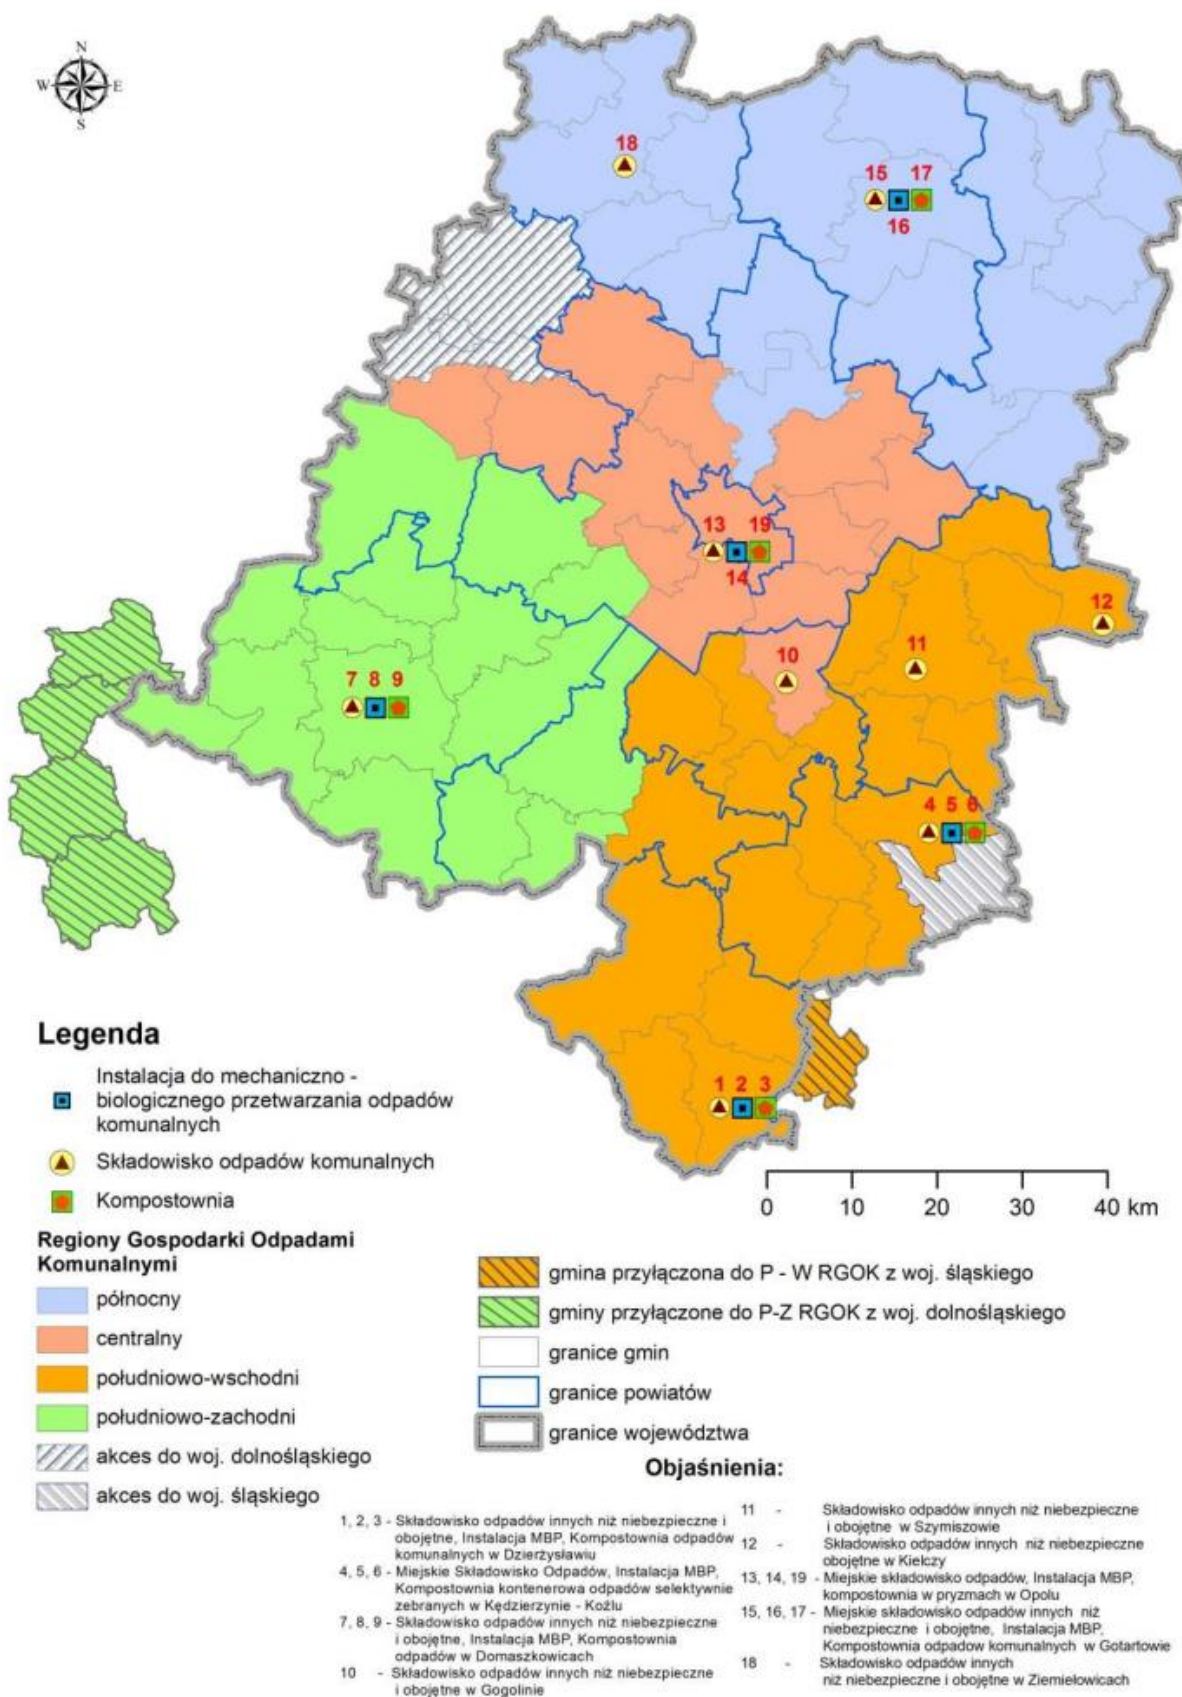 N
W E
S
18
15 17
16
13 19
14
12
11
10
7 8 9
4 5 6
1 2 3
0 10 20 30 40 km
Legenda
Instalacja do mechaniczno -
biologicznego przetwarzania odpadów
komunalnych
Składowisko odpadów komunalnych
Kompostownia
Regiony Gospodarki Odpadami
Komunalnymi
północny
centralny
południowo-wschodni
południowo-zachodni
akces do woj. dolnośląskiego
akces do woj. śląskiego
gmina przyłączona do P - W RGOK z woj. śląskiego
gminy przyłączone do P-Z RGOK z woj. dolnośląskiego
granice gmin
granice powiatów
granice województwa
Objaśnienia:
1, 2, 3 - Składowisko odpadów innych niż niebezpieczne i
obojętne, Instalacja MBP, Kompostownia odpadów
komunalnych w Dzierżysławiu
4, 5, 6 - Miejskie Składowisko Odpadów, Instalacja MBP,
Kompostownia kontenerowa odpadów selektywnie
zebranych w Kędzierzynie - Koźlu
7, 8, 9 - Składowisko odpadów innych niż niebezpieczne
i obojętne, Instalacja MBP, Kompostownia
odpadów w Domaszkowicach
10 - Składowisko odpadów innych niż niebezpieczne
i obojętne w Gogolinie
11 - Składowisko odpadów innych niż niebezpieczne
i obojętne w Szymiszowie
12 - Składowisko odpadów innych niż niebezpieczne
obojętne w Kielczy
13, 14, 19 - Miejskie składowisko odpadów, Instalacja MBP,
kompostownia w pryzmach w Opolu
15, 16, 17 - Miejskie składowisko odpadów innych niż
niebezpieczne i obojętne, Instalacja MBP,
Kompostownia odpadow komunalnych w Gotartowie
18 - Składowisko odpadów innych
niż niebezpieczne i obojętne w Ziemiełowicach